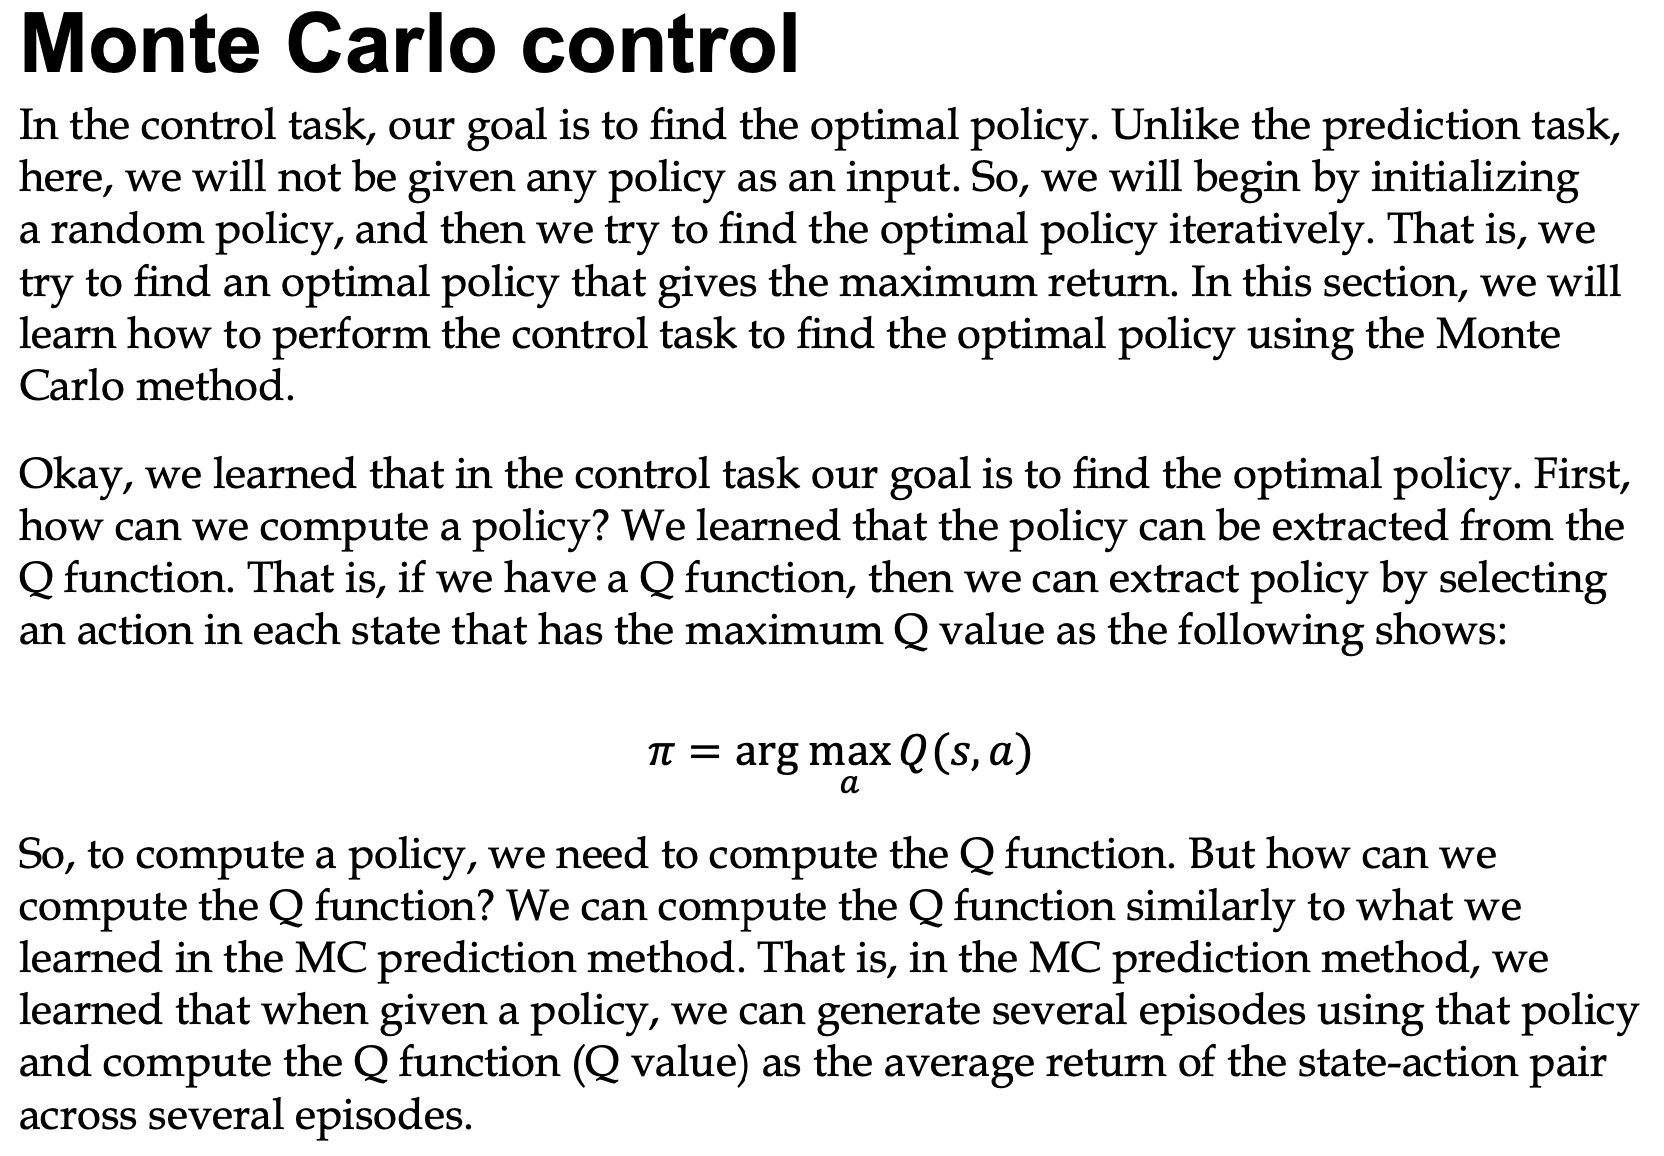 Monte Carlo control
In the control task, our goal is to find the optimal policy. Unlike the prediction task,
here, we will not be given any policy as an input. So, we will begin by initializing
a random policy, and then we try to find the optimal policy iteratively. That is, we
try to find an optimal policy that gives the maximum return. In this section, we will
learn how to perform the control task to find the optimal policy using the Monte
Carlo method.
Okay, we learned that in the control task our goal is to find the optimal policy. First,
how can we compute a policy? We learned that the policy can be extracted from the
Q function. That is, if we have a Q function, then we can extract policy by selecting
an action in each state that has the maximum Q value as the following shows:
π = arg max Q(s, a)
a
So, to compute a policy, we need to compute the Q function. But how can we
compute the Q function? We can compute the Q function similarly to what we
learned in the MC prediction method. That is, in the MC prediction method, we
learned that when given a policy, we can generate several episodes using that policy
and compute the Q function (Q value) as the average return of the state-action pair
across several episodes.